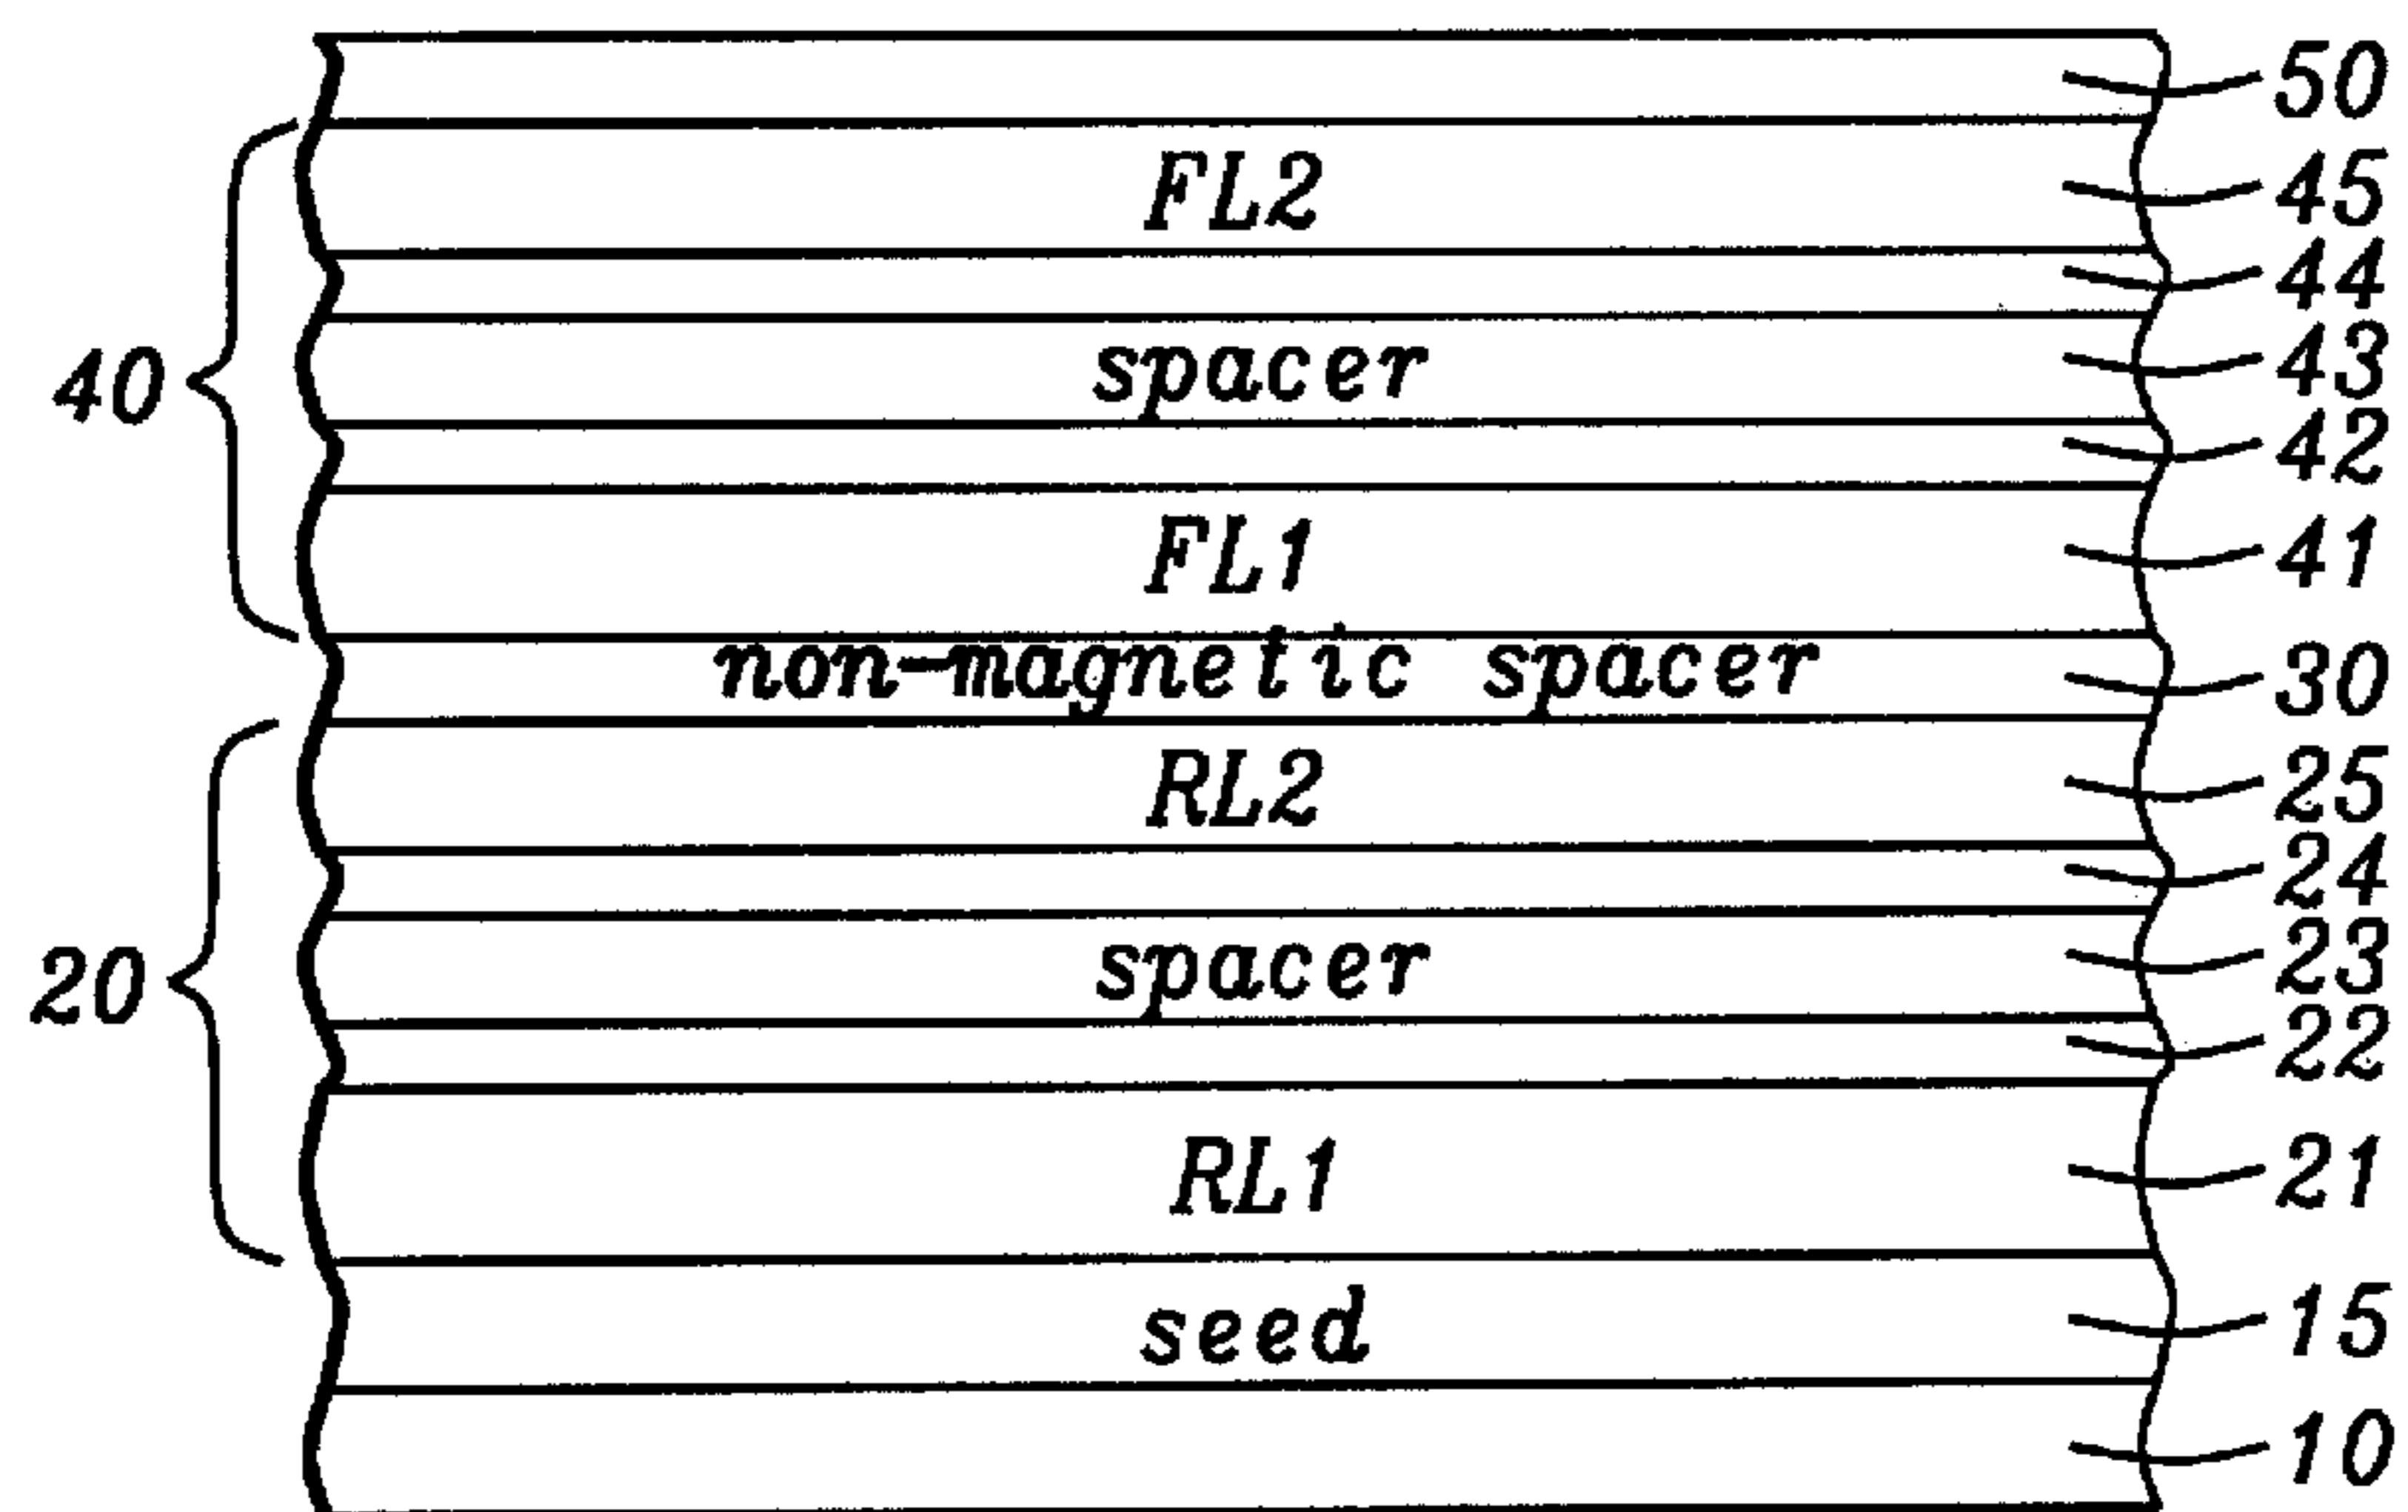 50
FL2 45
44
40 spacer 43
42
FL1 41
non-magnetic spacer 30
RL2 25
24
20 spacer 23
22
RL1 21
seed 15
10